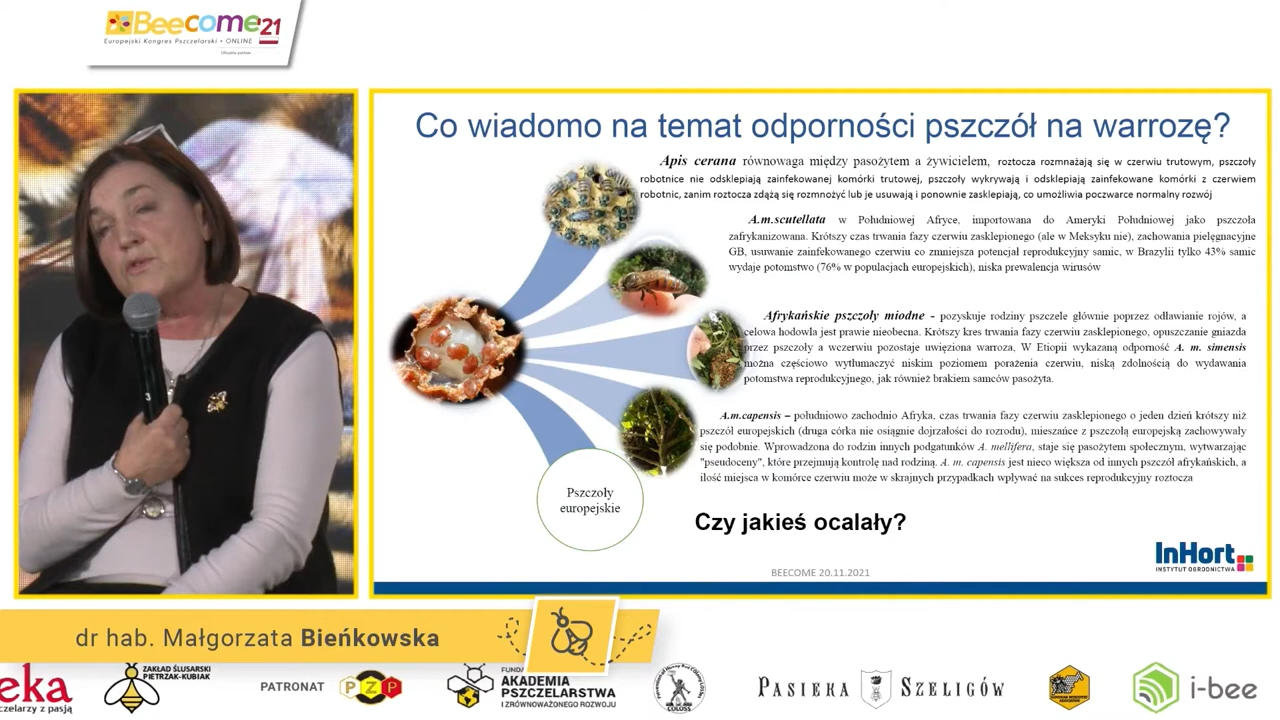 Beecome'21
Europejski Kongres Pszczelarski • ONLINE
Co wiadomo na temat odporności pszczół na warrozę?
Apis cerana równowaga między pasożytem a żywicielem, roztocza rozmnażają się w czerwiu trutowym, pszczoły
robotnice nie odsklepiają zainfekowanej komórki trutowej, pszczoły wykrywają i odsklepiają zainfekowane komórki z czerwiem
robotnic, zanim roztocza zdążą się rozmnożyć lub je usuwają i ponownie zasklepiają, co umożliwia poczwarce normalny rozwój
A.m.scutellata w Południowej Afryce, importowana do Ameryki Południowej jako pszczoła
zafrykanizowana. Krótszy czas trwania fazy czerwiu zasklepionego (ale w Meksyku nie), zachowania pielęgnacyjne
GB, usuwanie zainfekowanego czerwiu co zmniejsza potencjał reprodukcyjny samic, w Brazylii tylko 43% samic
wydaje potomstwo (76% w populacjach europejskich), niska prewalencja wirusów
Afrykańskie pszczoły miodne - pozyskuje rodziny pszczele głównie poprzez odławianie rojów, a
celowa hodowla jest prawie nieobecna. Krótszy kres trwania fazy czerwiu zasklepionego, opuszczanie gniazda
przez pszczoły a wczerwiu pozostaje uwięziona warroza, W Etiopii wykazaną odporność A. m. simensis
można częściowo wytłumaczyć niskim poziomem porażenia czerwiu, niską zdolnością do wydawania
potomstwa reprodukcyjnego, jak również brakiem samców pasożyta.
A.m.capensis – południowo zachodnio Afryka, czas trwania fazy czerwiu zasklepionego o jeden dzień krótszy niż
pszczół europejskich (druga córka nie osiągnie dojrzałości do rozrodu), mieszańce z pszczołą europejską zachowywały
się podobnie. Wprowadzona do rodzin innych podgatunków A. mellifera, staje się pasożytem społecznym, wytwarzając
"pseudoceny", które przejmują kontrolę nad rodziną. A. m. capensis jest nieco większa od innych pszczół afrykańskich, a
ilość miejsca w komórce czerwiu może w skrajnych przypadkach wpływać na sukces reprodukcyjny roztocza
Pszczoły
europejskie
Czy jakieś ocalały?
InHort
INSTYTUT OGRODNICTWA
BEECOME 20.11.2021
dr hab. Małgorzata Bieńkowska
eka
czelarzy z pasją
ZAKŁAD ŚLUSARSKI
PIETRZAK-KUBIAK
PATRONAT
PZP
AKADEMIA
PSZCZELARSTWA
I ZRÓWNOWAŻONEGO ROZWOJU
COLOSS
PASIEKA SZELIGÓW
i-bee